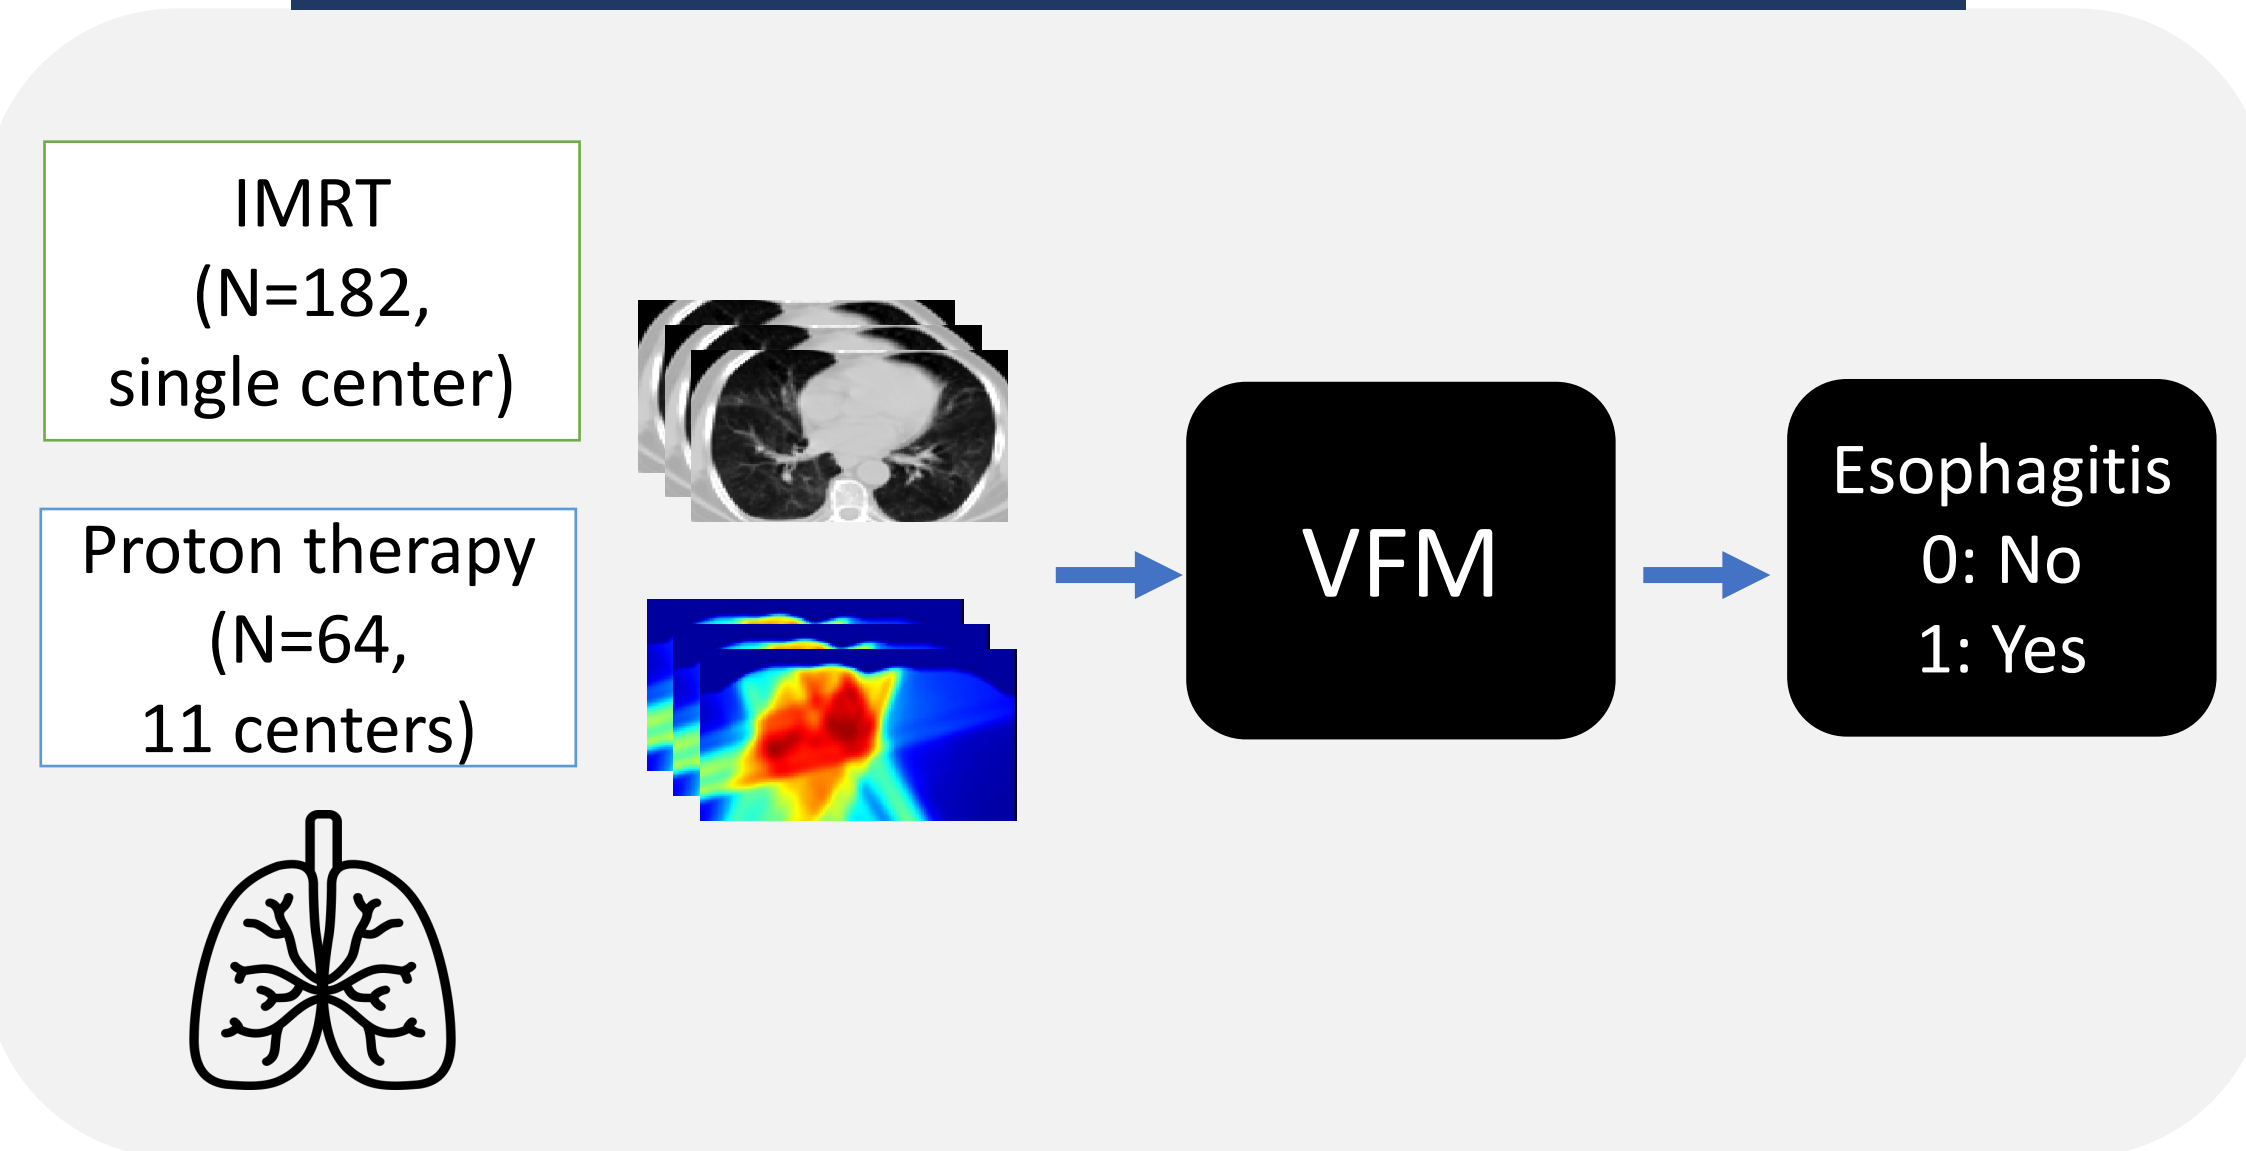 IMRT
(N=182,
single center)
Proton therapy
(N=64,
11 centers)
VFM
Esophagitis
0: No
1: Yes